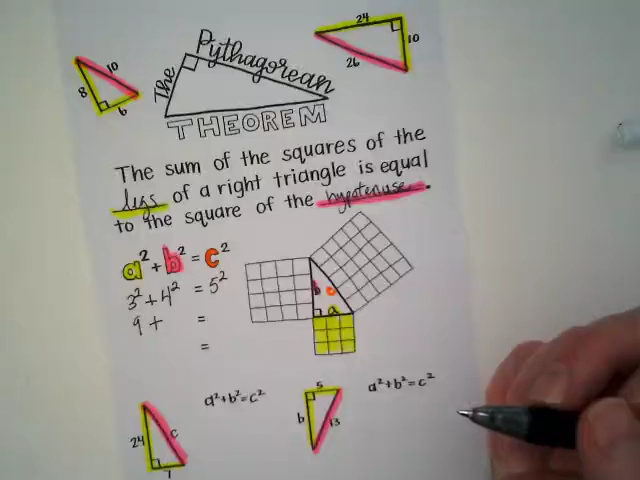 The Pythagorean
THEOREM
8
10
6
24
10
26
The sum of the squares of the
legs of a right triangle is equal
to the square of the hypotenuse.
a² + b² = c²
3² + 4² = 5²
9 + =
=
b
c
a
24
c
7
a²+b²=c²
5
b
13
a²+b²=c²